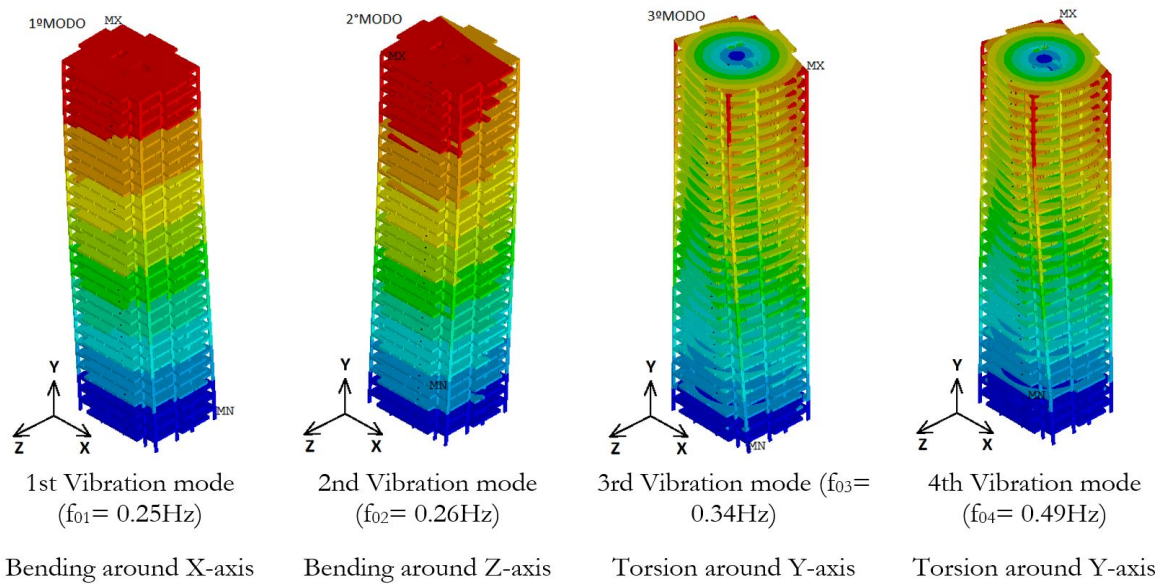 1ºMODO
MX
MN
Y
Z
X
1st Vibration mode
(f₀₁= 0.25Hz)
Bending around X-axis
2°MODO
MX
MN
Y
Z
X
2nd Vibration mode
(f₀₂= 0.26Hz)
Bending around Z-axis
3ºMODO
MX
MN
Y
Z
X
3rd Vibration mode (f₀₃=
0.34Hz)
Torsion around Y-axis
MX
MN
Y
Z
X
4th Vibration mode
(f₀₄= 0.49Hz)
Torsion around Y-axis